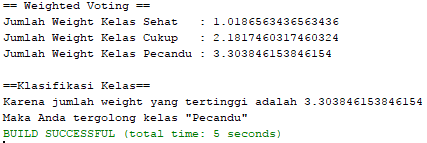 == Weighted Voting ==
Jumlah Weight Kelas Sehat : 1.0186563436563436
Jumlah Weight Kelas Cukup : 2.1817460317460324
Jumlah Weight Kelas Pecandu : 3.303846153846154
==Klasifikasi Kelas==
Karena jumlah weight yang tertinggi adalah 3.303846153846154
Maka Anda tergolong kelas "Pecandu"
BUILD SUCCESSFUL (total time: 5 seconds)